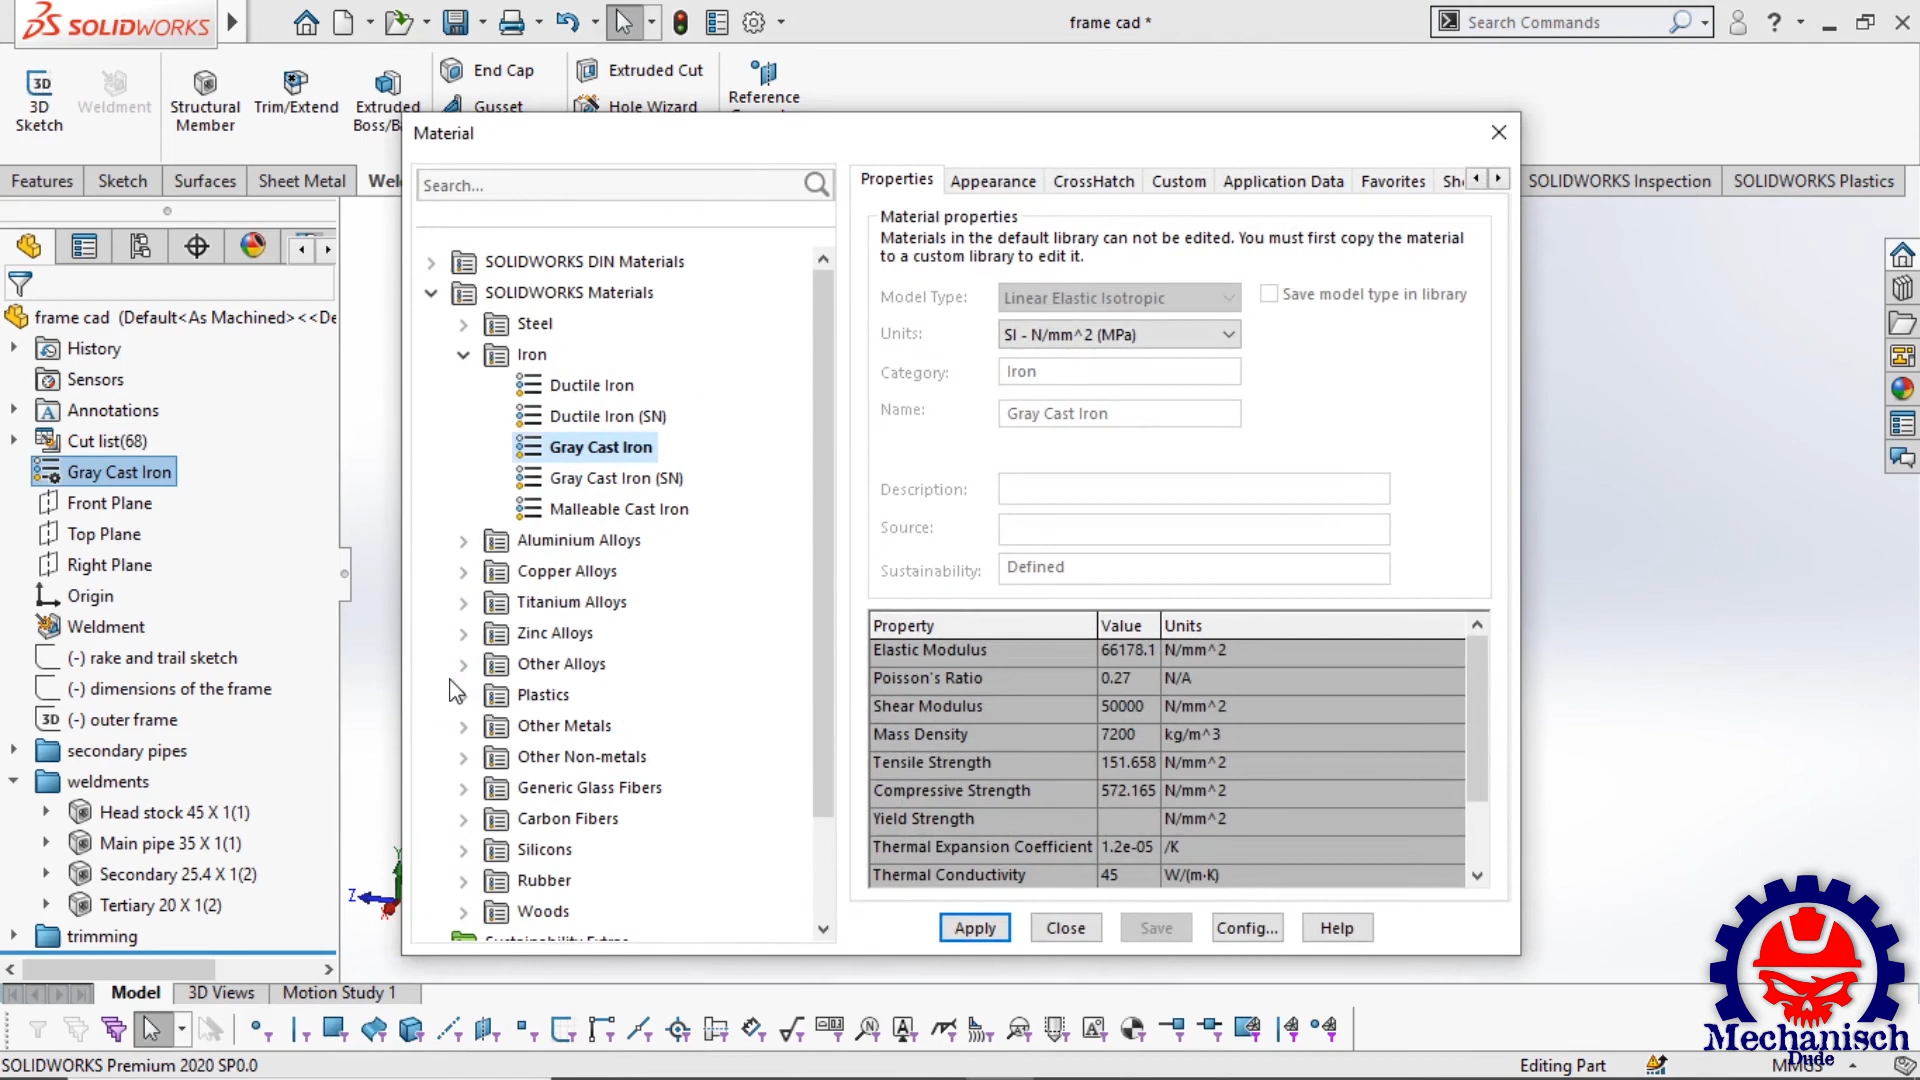 SOLIDWORKS
frame cad *
Search Commands
3D Sketch
Weldment
Structural Member
Trim/Extend
Extruded Boss/Ba
End Cap
Gusset
Extruded Cut
Hole Wizard
Reference
Features
Sketch
Surfaces
Sheet Metal
Wel
SOLIDWORKS Inspection
SOLIDWORKS Plastics
frame cad (Default<As Machined><<De
History
Sensors
Annotations
Cut list(68)
Gray Cast Iron
Front Plane
Top Plane
Right Plane
Origin
Weldment
(-) rake and trail sketch
(-) dimensions of the frame
3D (-) outer frame
secondary pipes
weldments
Head stock 45 X 1(1)
Main pipe 35 X 1(1)
Secondary 25.4 X 1(2)
Tertiary 20 X 1(2)
trimming
Material
Search...
SOLIDWORKS DIN Materials
SOLIDWORKS Materials
Steel
Iron
Ductile Iron
Ductile Iron (SN)
Gray Cast Iron
Gray Cast Iron (SN)
Malleable Cast Iron
Aluminium Alloys
Copper Alloys
Titanium Alloys
Zinc Alloys
Other Alloys
Plastics
Other Metals
Other Non-metals
Generic Glass Fibers
Carbon Fibers
Silicons
Rubber
Woods
Properties
Appearance
CrossHatch
Custom
Application Data
Favorites
She
Material properties
Materials in the default library can not be edited. You must first copy the material
to a custom library to edit it.
Model Type: Linear Elastic Isotropic
Save model type in library
Units: SI - N/mm^2 (MPa)
Category: Iron
Name: Gray Cast Iron
Description:
Source:
Sustainability: Defined
Property Value Units
Elastic Modulus 66178.1 N/mm^2
Poisson's Ratio 0.27 N/A
Shear Modulus 50000 N/mm^2
Mass Density 7200 kg/m^3
Tensile Strength 151.658 N/mm^2
Compressive Strength 572.165 N/mm^2
Yield Strength N/mm^2
Thermal Expansion Coefficient 1.2e-05 /K
Thermal Conductivity 45 W/(m·K)
Apply
Close
Save
Config...
Help
Z
Model
3D Views
Motion Study 1
SOLIDWORKS Premium 2020 SP0.0
Editing Part
MMGS
Mechanisch
Dude